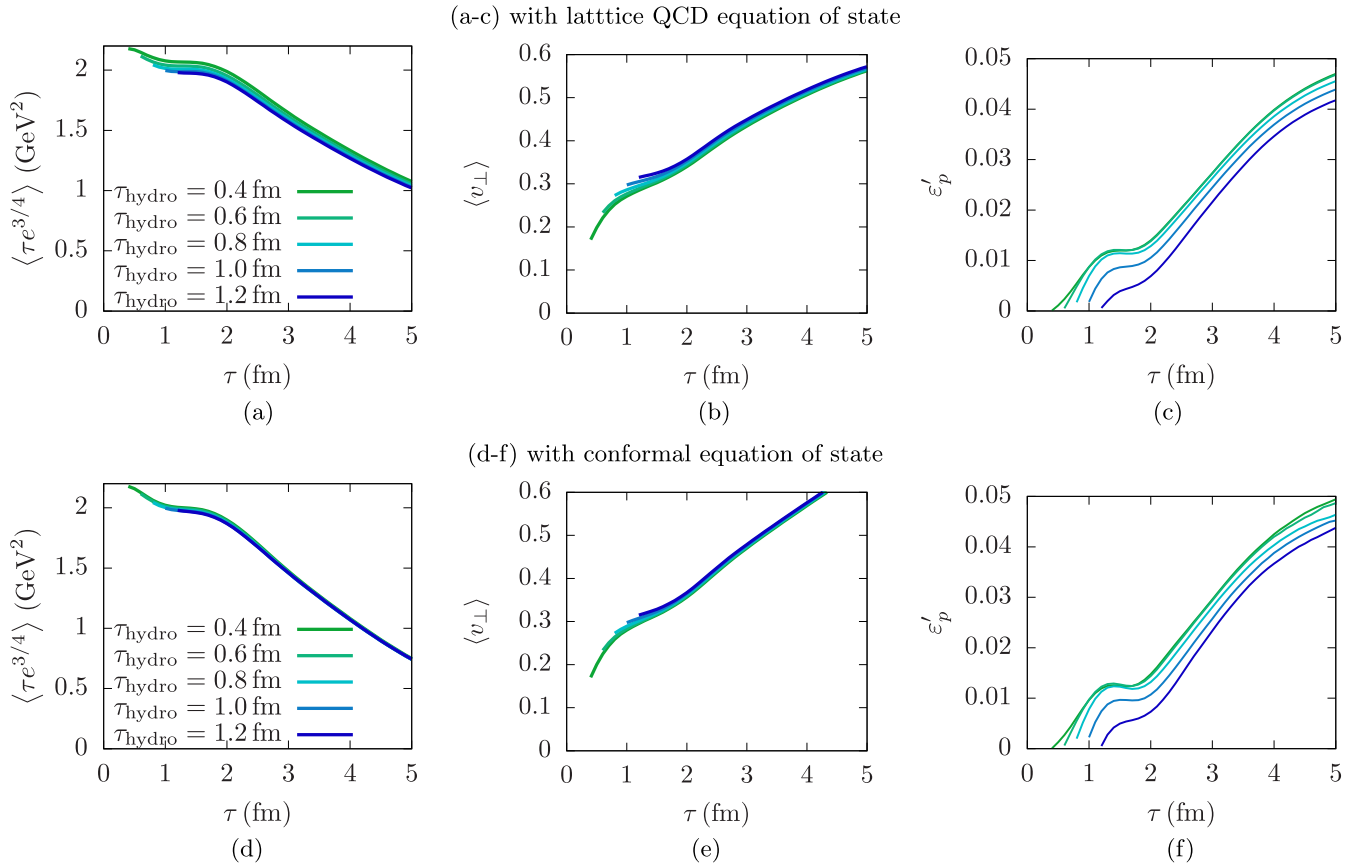 (a-c) with latttice QCD equation of state
⟨τe^{3/4}⟩ (GeV²)
2
1.5
1
0.5
0
τ_hydro = 0.4 fm
τ_hydro = 0.6 fm
τ_hydro = 0.8 fm
τ_hydro = 1.0 fm
τ_hydro = 1.2 fm
0 1 2 3 4 5
τ (fm)
(a)
⟨v_⊥⟩
0.6
0.5
0.4
0.3
0.2
0.1
0
0 1 2 3 4 5
τ (fm)
(b)
ε′_p
0.05
0.04
0.03
0.02
0.01
0
0 1 2 3 4 5
τ (fm)
(c)
(d-f) with conformal equation of state
⟨τe^{3/4}⟩ (GeV²)
2
1.5
1
0.5
0
τ_hydro = 0.4 fm
τ_hydro = 0.6 fm
τ_hydro = 0.8 fm
τ_hydro = 1.0 fm
τ_hydro = 1.2 fm
0 1 2 3 4 5
τ (fm)
(d)
⟨v_⊥⟩
0.6
0.5
0.4
0.3
0.2
0.1
0
0 1 2 3 4 5
τ (fm)
(e)
ε′_p
0.05
0.04
0.03
0.02
0.01
0
0 1 2 3 4 5
τ (fm)
(f)